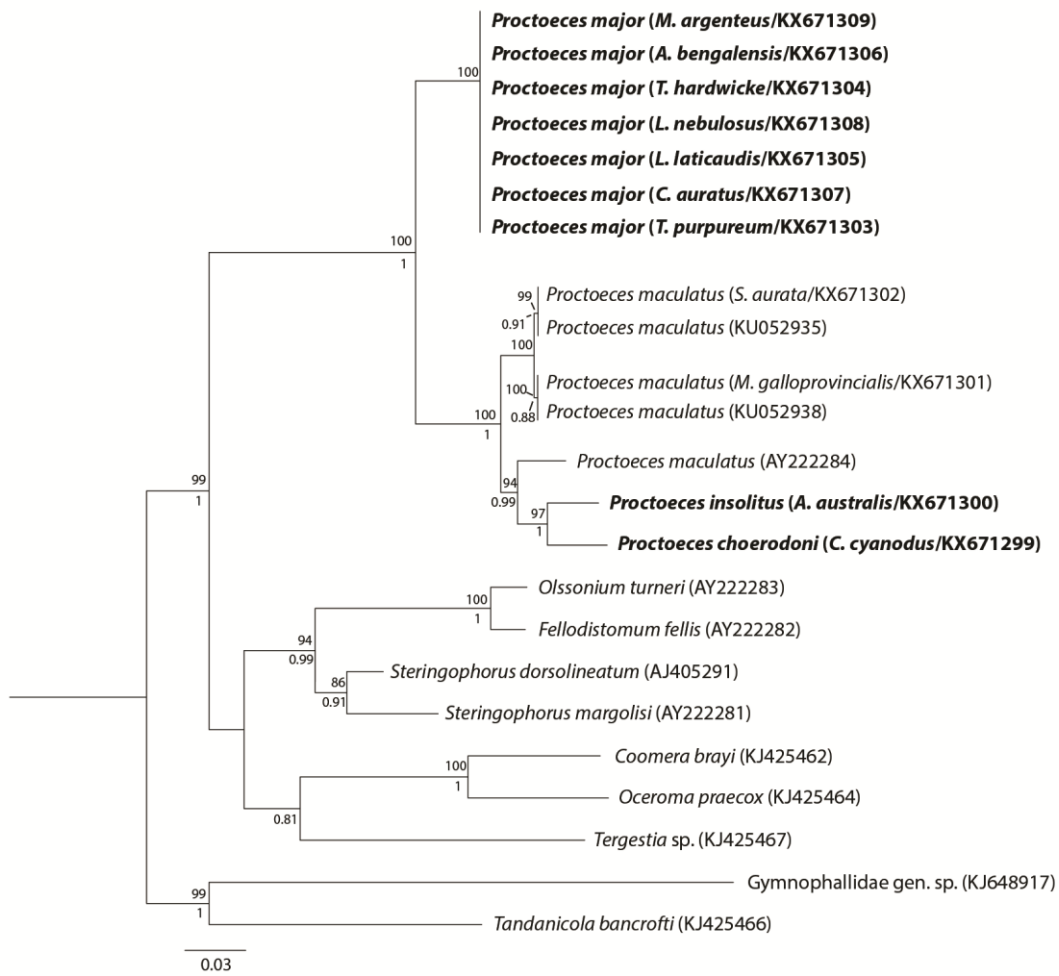 Proctoeces major (M. argenteus/KX671309)
Proctoeces major (A. bengalensis/KX671306)
100
Proctoeces major (T. hardwicke/KX671304)
Proctoeces major (L. nebulosus/KX671308)
Proctoeces major (L. laticaudis/KX671305)
Proctoeces major (C. auratus/KX671307)
Proctoeces major (T. purpureum/KX671303)
100
1
99
Proctoeces maculatus (S. aurata/KX671302)
0.91
Proctoeces maculatus (KU052935)
100
Proctoeces maculatus (M. galloprovincialis/KX671301)
100
0.88
Proctoeces maculatus (KU052938)
100
1
Proctoeces maculatus (AY222284)
94
0.99
Proctoeces insolitus (A. australis/KX671300)
97
1
Proctoeces choerodoni (C. cyanodus/KX671299)
99
1
Olssonium turneri (AY222283)
100
1
Fellodistomum fellis (AY222282)
94
0.99
Steringophorus dorsolineatum (AJ405291)
86
0.91
Steringophorus margolisi (AY222281)
Coomera brayi (KJ425462)
100
1
Oceroma praecox (KJ425464)
0.81
Tergestia sp. (KJ425467)
Gymnophallidae gen. sp. (KJ648917)
99
1
Tandanicola bancrofti (KJ425466)
0.03